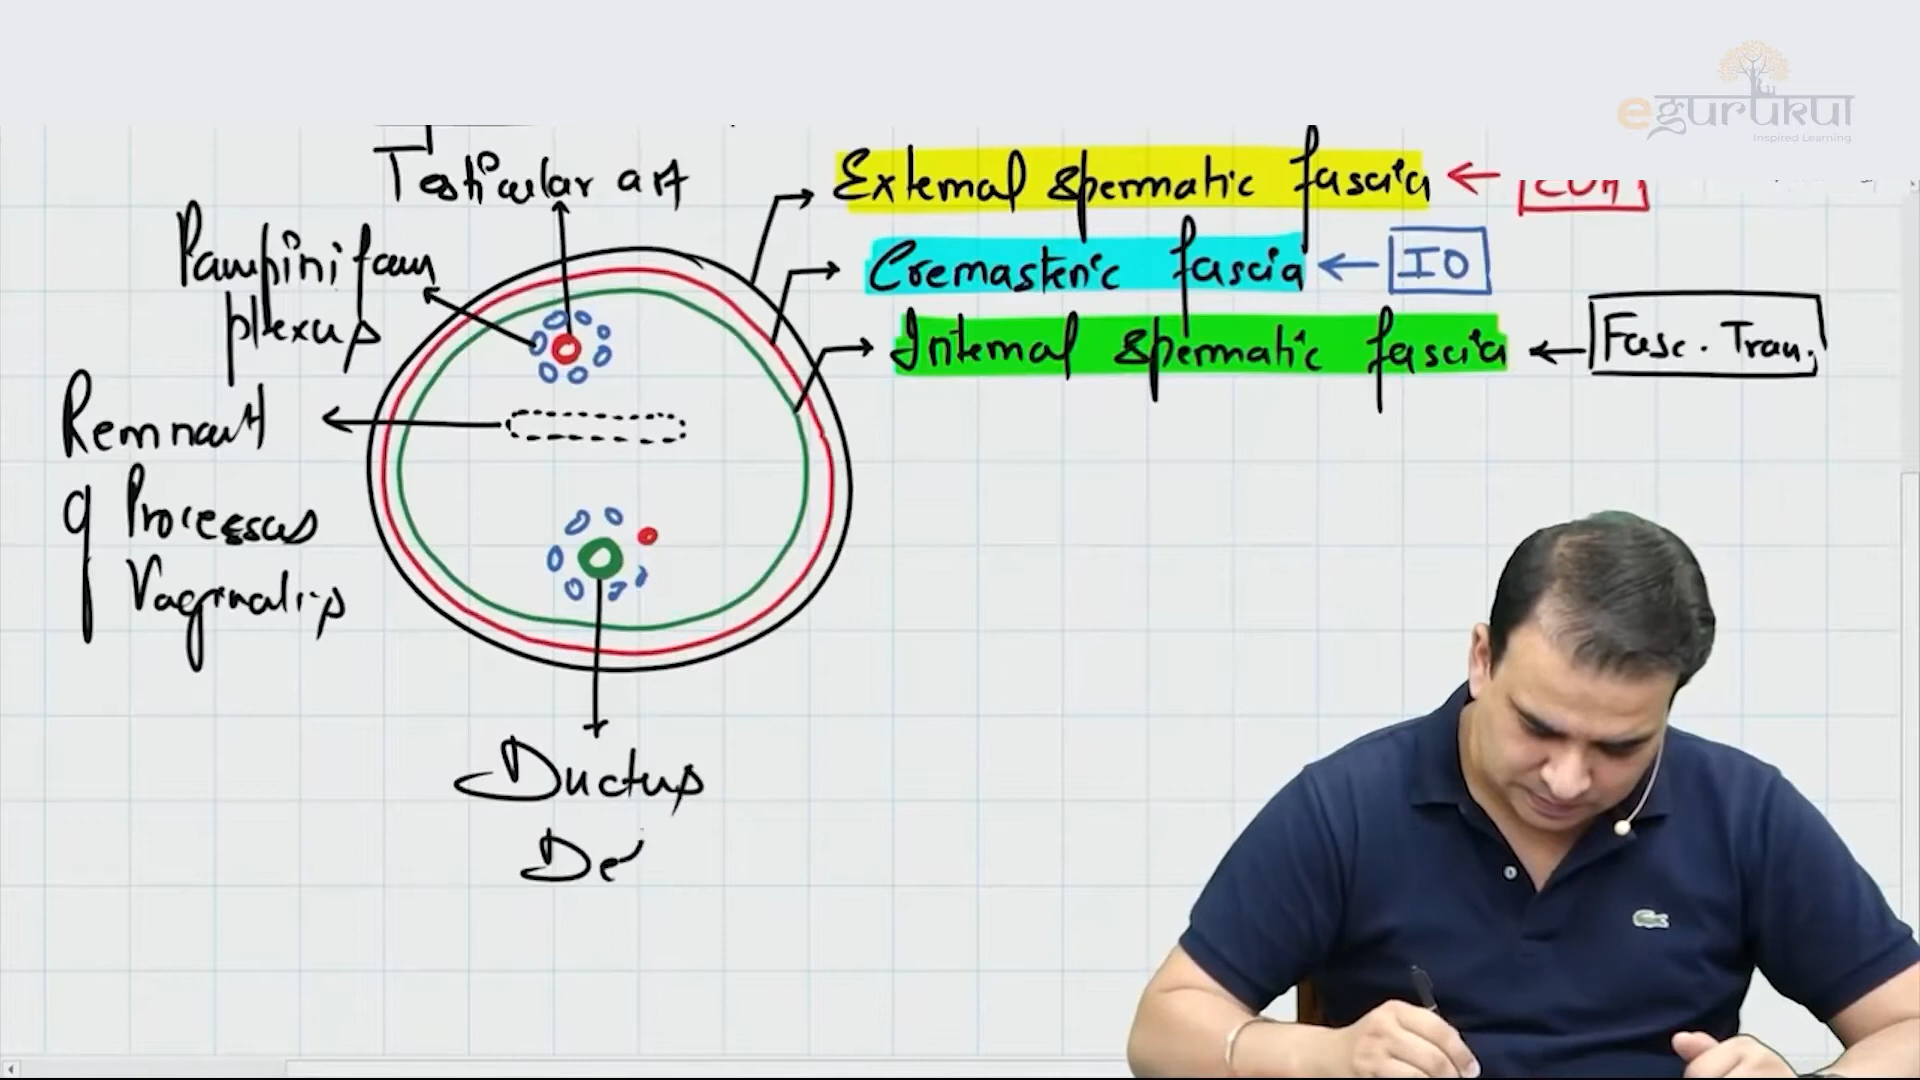 egurukul
Inspired Learning
Testicular art
External spermatic fascia
Pampiniform
plexus
Cremasteric fascia
IO
Internal spermatic fascia
Fasc. Tran.
Remnant
of Processus
Vaginalis
Ductus
De